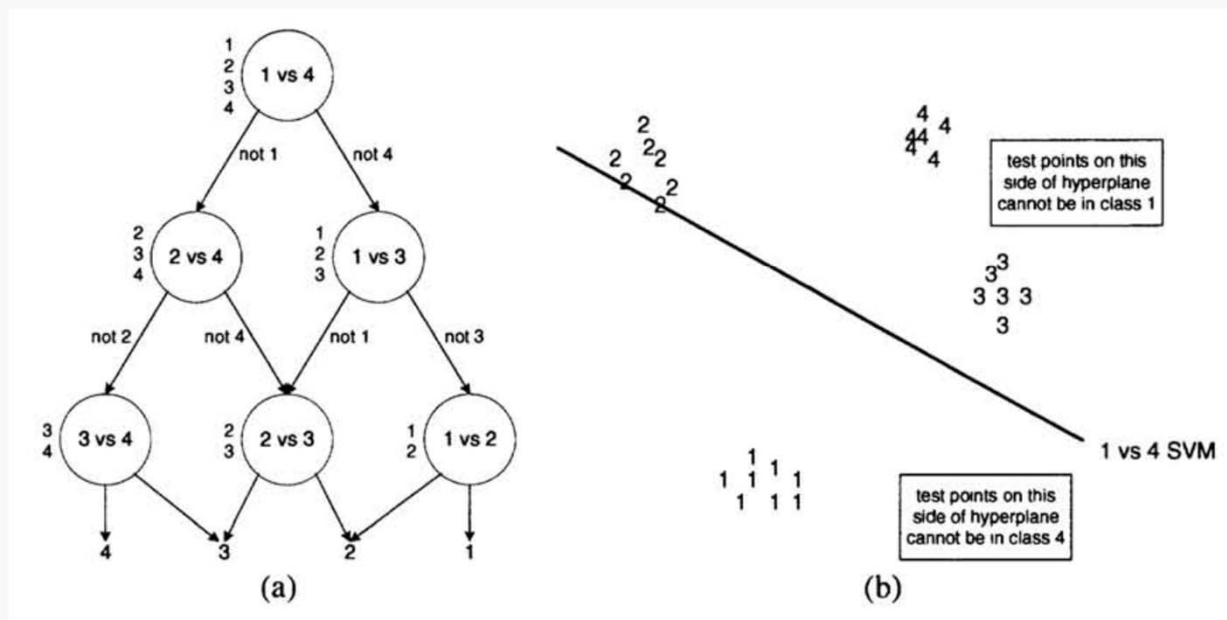 1
2
3
4
1 vs 4
not 1
not 4
2
3
4
2 vs 4
1
2
3
1 vs 3
not 2
not 4
not 1
not 3
3
4
3 vs 4
2
3
2 vs 3
1
2
1 vs 2
4
3
2
1
(a)
2
2
2
2
2
2
2
4
4
44
4
4
test points on this
side of hyperplane
cannot be in class 1
3
3
3 3 3
3
1 vs 4 SVM
1
1
1 1 1
1 1 1
test points on this
side of hyperplane
cannot be in class 4
(b)